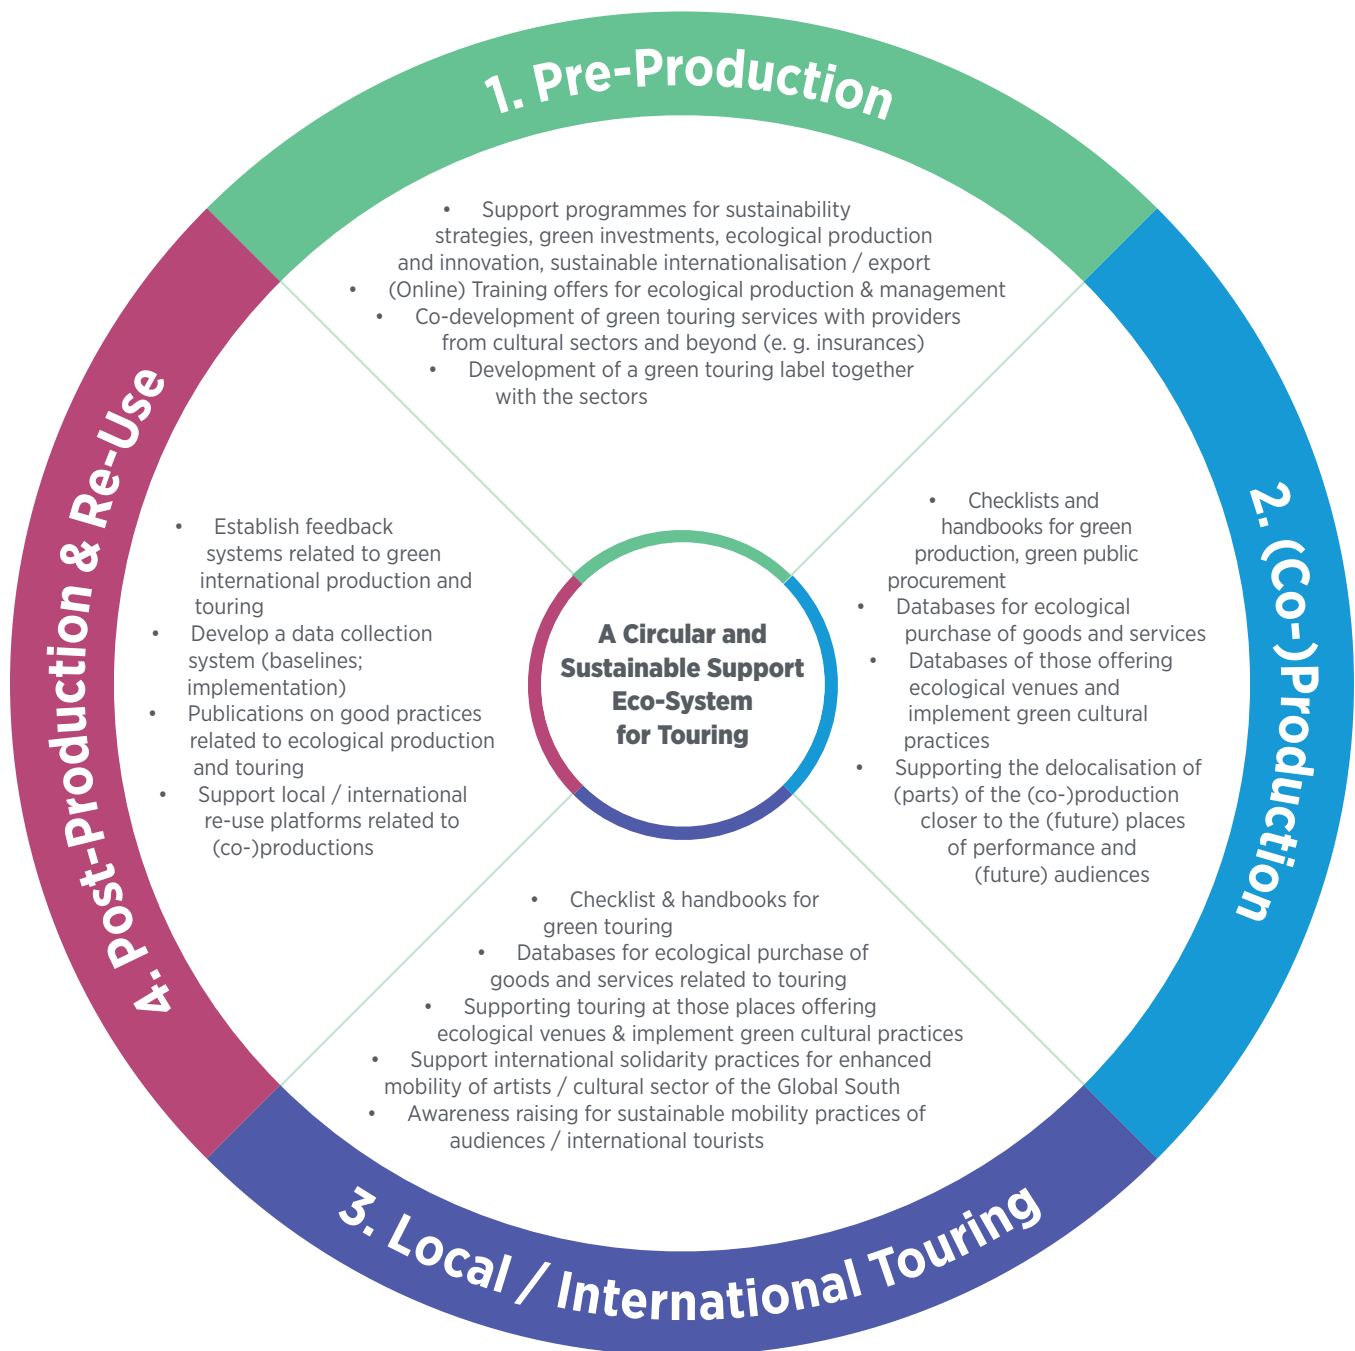 1. Pre-Production
• Support programmes for sustainability
strategies, green investments, ecological production
and innovation, sustainable internationalisation / export
• (Online) Training offers for ecological production & management
• Co-development of green touring services with providers
from cultural sectors and beyond (e. g. insurances)
• Development of a green touring label together
with the sectors
2. (Co-)Production
• Checklists and
handbooks for green
production, green public
procurement
• Databases for ecological
purchase of goods and services
• Databases of those offering
ecological venues and
implement green cultural
practices
• Supporting the delocalisation of
(parts) of the (co-)production
closer to the (future) places
of performance and
(future) audiences
3. Local / International Touring
• Checklist & handbooks for
green touring
• Databases for ecological purchase of
goods and services related to touring
• Supporting touring at those places offering
ecological venues & implement green cultural practices
• Support international solidarity practices for enhanced
mobility of artists / cultural sector of the Global South
• Awareness raising for sustainable mobility practices of
audiences / international tourists
4. Post-Production & Re-Use
• Establish feedback
systems related to green
international production and
touring
• Develop a data collection
system (baselines;
implementation)
• Publications on good practices
related to ecological production
and touring
• Support local / international
re-use platforms related to
(co-)productions
A Circular and
Sustainable Support
Eco-System
for Touring